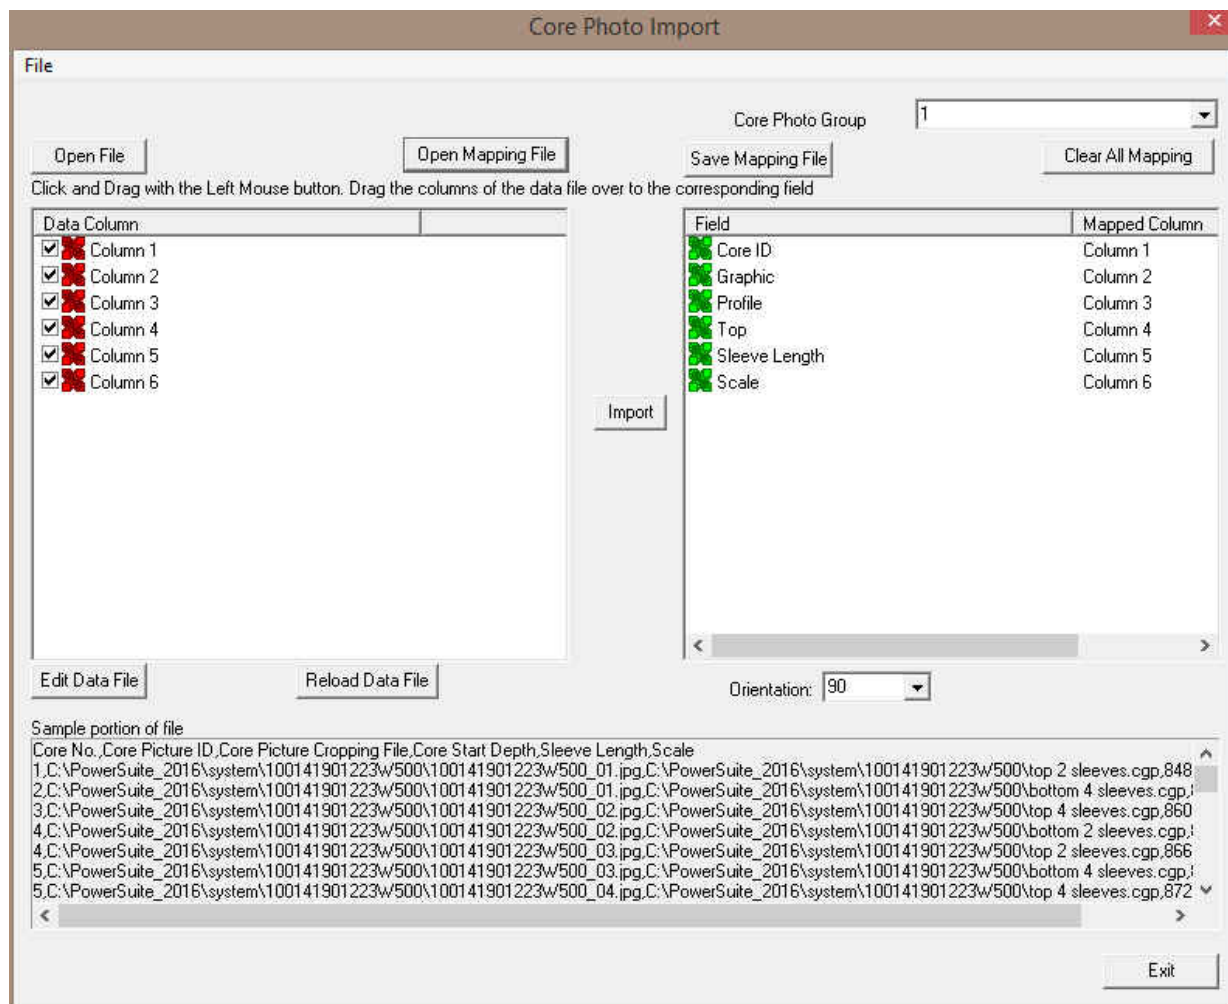 Core Photo Import
File
Core Photo Group 1
Open File Open Mapping File Save Mapping File Clear All Mapping
Click and Drag with the Left Mouse button. Drag the columns of the data file over to the corresponding field
Data Column Field Mapped Column
Column 1 Core ID Column 1
Column 2 Graphic Column 2
Column 3 Profile Column 3
Column 4 Top Column 4
Column 5 Sleeve Length Column 5
Column 6 Scale Column 6
Import
Edit Data File Reload Data File Orientation: 90
Sample portion of file
Core No.,Core Picture ID,Core Picture Cropping File,Core Start Depth,Sleeve Length,Scale
1,C:\PowerSuite_2016\system\100141901223W500\100141901223W500_01.jpg,C:\PowerSuite_2016\system\100141901223W500\top 2 sleeves.cgp,848
2,C:\PowerSuite_2016\system\100141901223W500\100141901223W500_01.jpg,C:\PowerSuite_2016\system\100141901223W500\bottom 4 sleeves.cgp,
3,C:\PowerSuite_2016\system\100141901223W500\100141901223W500_02.jpg,C:\PowerSuite_2016\system\100141901223W500\top 4 sleeves.cgp,860
4,C:\PowerSuite_2016\system\100141901223W500\100141901223W500_02.jpg,C:\PowerSuite_2016\system\100141901223W500\bottom 2 sleeves.cgp,
4,C:\PowerSuite_2016\system\100141901223W500\100141901223W500_03.jpg,C:\PowerSuite_2016\system\100141901223W500\top 2 sleeves.cgp,866
5,C:\PowerSuite_2016\system\100141901223W500\100141901223W500_03.jpg,C:\PowerSuite_2016\system\100141901223W500\bottom 4 sleeves.cgp,
5,C:\PowerSuite_2016\system\100141901223W500\100141901223W500_04.jpg,C:\PowerSuite_2016\system\100141901223W500\top 4 sleeves.cgp,872
Exit